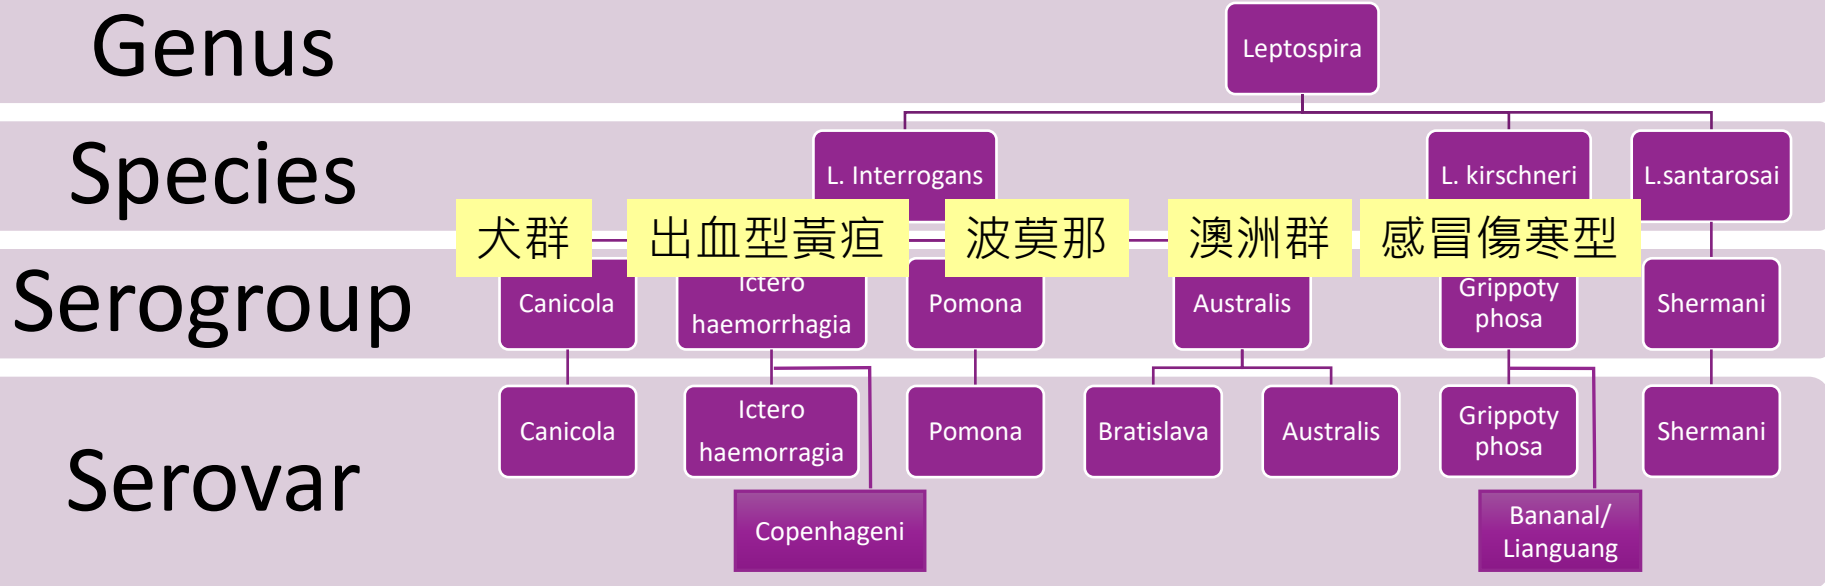 Genus
Leptospira
Species
L. Interrogans
L. kirschneri
L.santarosai
犬群
出血型黃疸
波莫那
澳洲群
感冒傷寒型
Serogroup
Canicola
Ictero
haemorrhagia
Pomona
Australis
Grippoty
phosa
Shermani
Serovar
Canicola
Ictero
haemorragia
Pomona
Bratislava
Australis
Grippoty
phosa
Shermani
Copenhageni
Bananal/
Lianguang